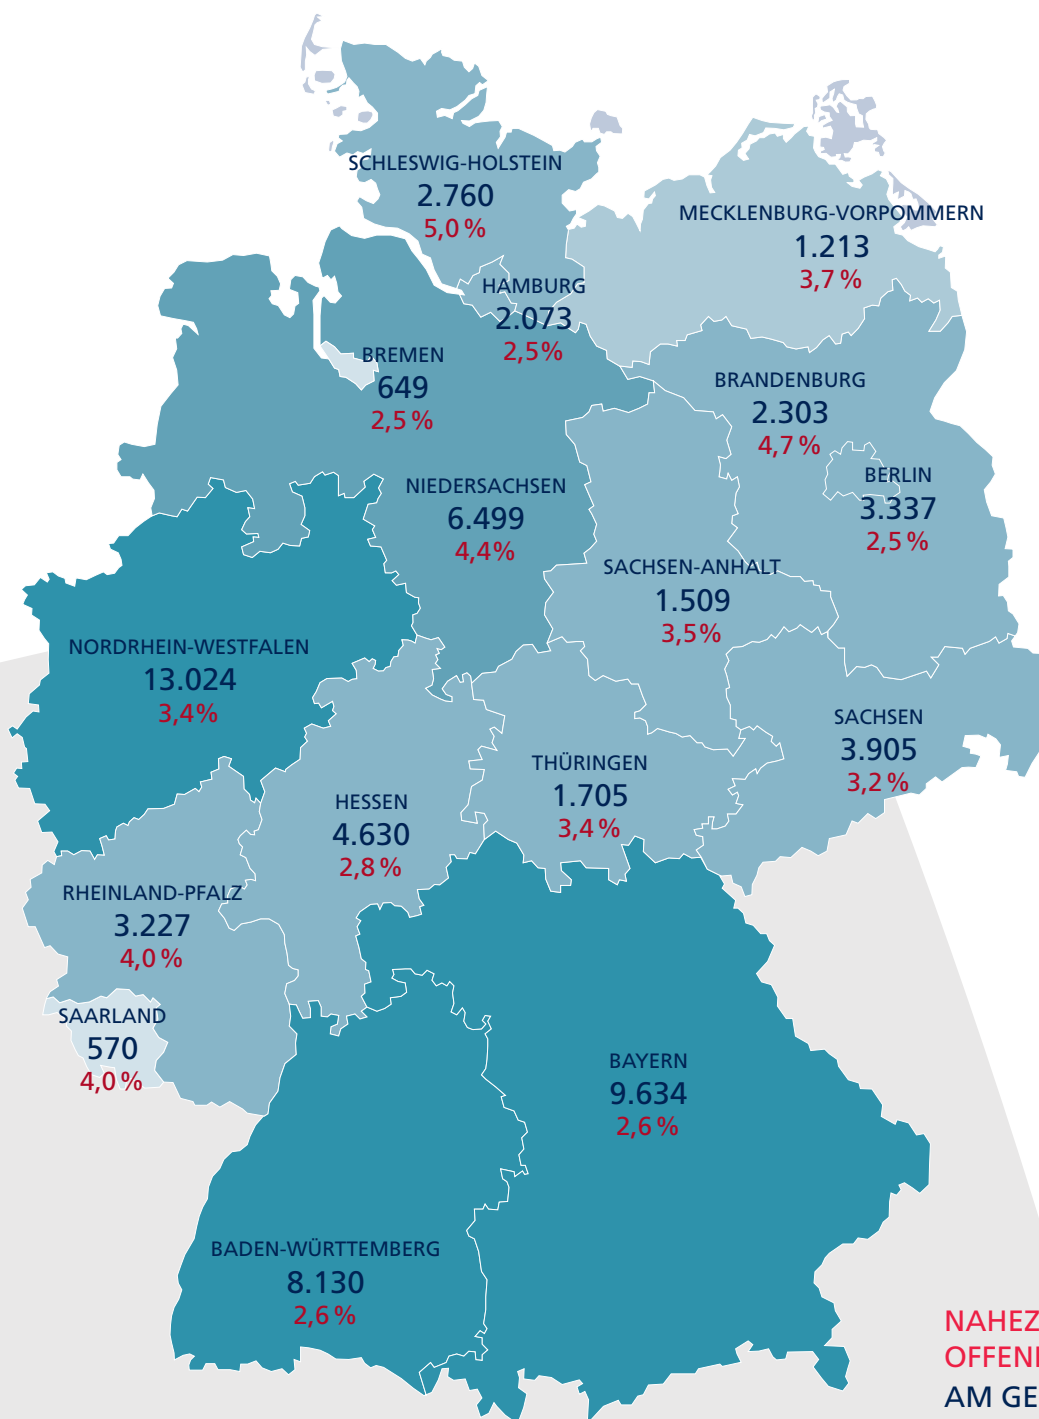 SCHLESWIG-HOLSTEIN
2.760
5,0 %
MECKLENBURG-VORPOMMERN
1.213
3,7 %
HAMBURG
2.073
2,5%
BREMEN
649
2,5 %
BRANDENBURG
2.303
4,7 %
BERLIN
3.337
2,5 %
NIEDERSACHSEN
6.499
4,4%
SACHSEN-ANHALT
1.509
3,5%
NORDRHEIN-WESTFALEN
13.024
3,4%
SACHSEN
3.905
3,2 %
THÜRINGEN
1.705
3,4 %
HESSEN
4.630
2,8 %
RHEINLAND-PFALZ
3.227
4,0 %
SAARLAND
570
4,0 %
BAYERN
9.634
2,6 %
BADEN-WÜRTTEMBERG
8.130
2,6 %
NAHEZ
AM GE